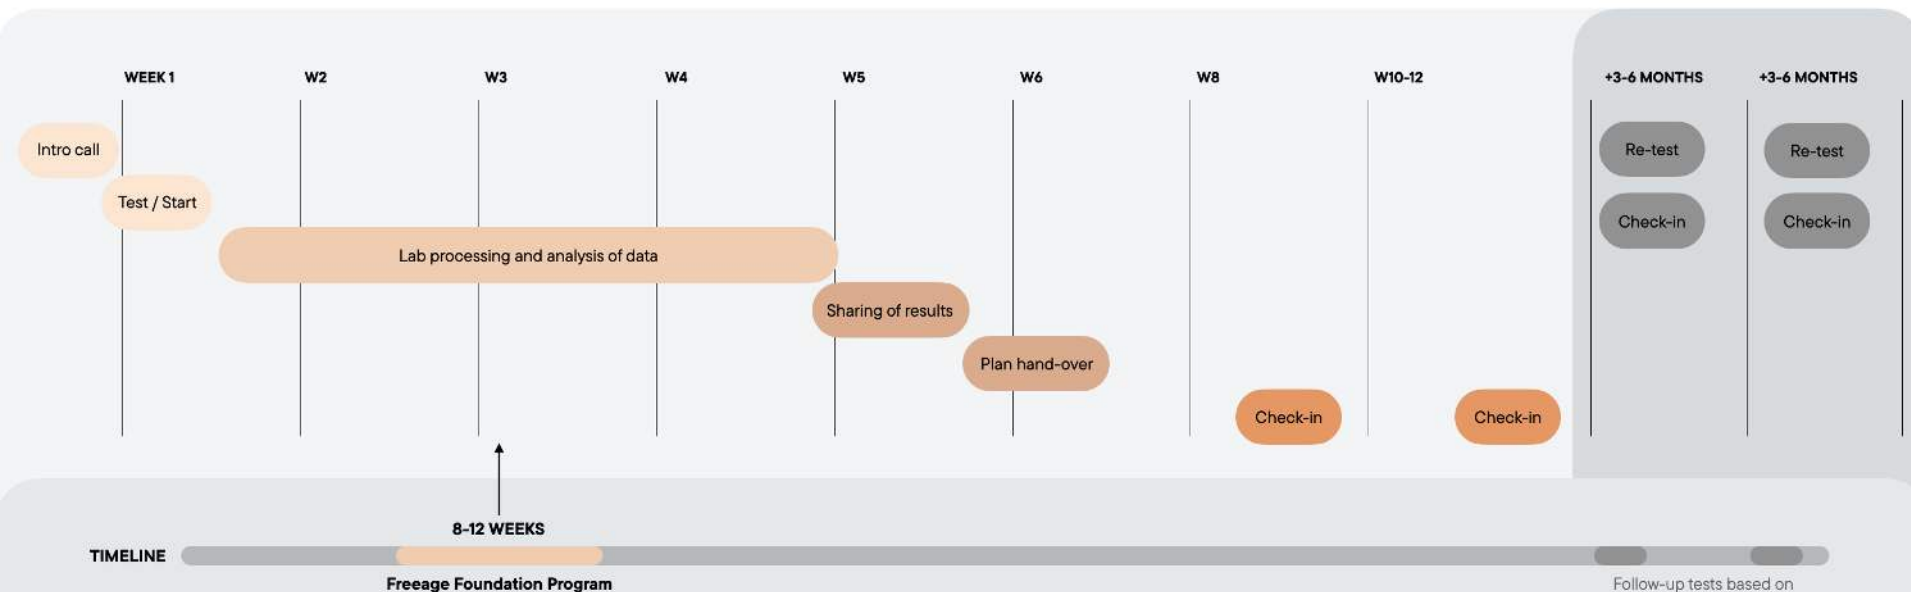 WEEK 1 W2 W3 W4 W5 W6 W8 W10-12 +3-6 MONTHS +3-6 MONTHS
Intro call Re-test Re-test
Test / Start Check-in Check-in
Lab processing and analysis of data
Sharing of results
Plan hand-over
Check-in Check-in
8-12 WEEKS
TIMELINE
Freeage Foundation Program Follow-up tests based on